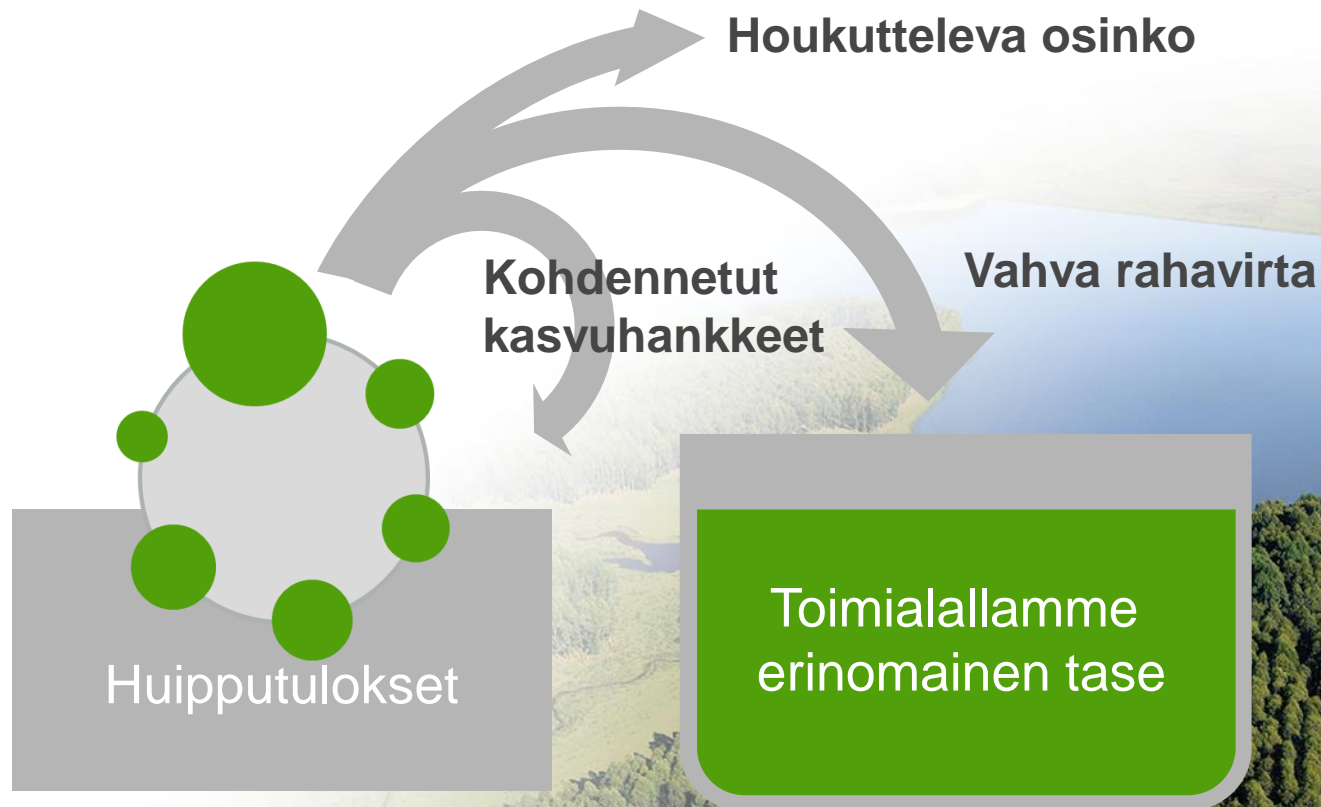 Houkutteleva osinko
Vahva rahavirta
Kohdennetut
kasvuhankkeet
Toimialallamme
erinomainen tase
Huipputulokset